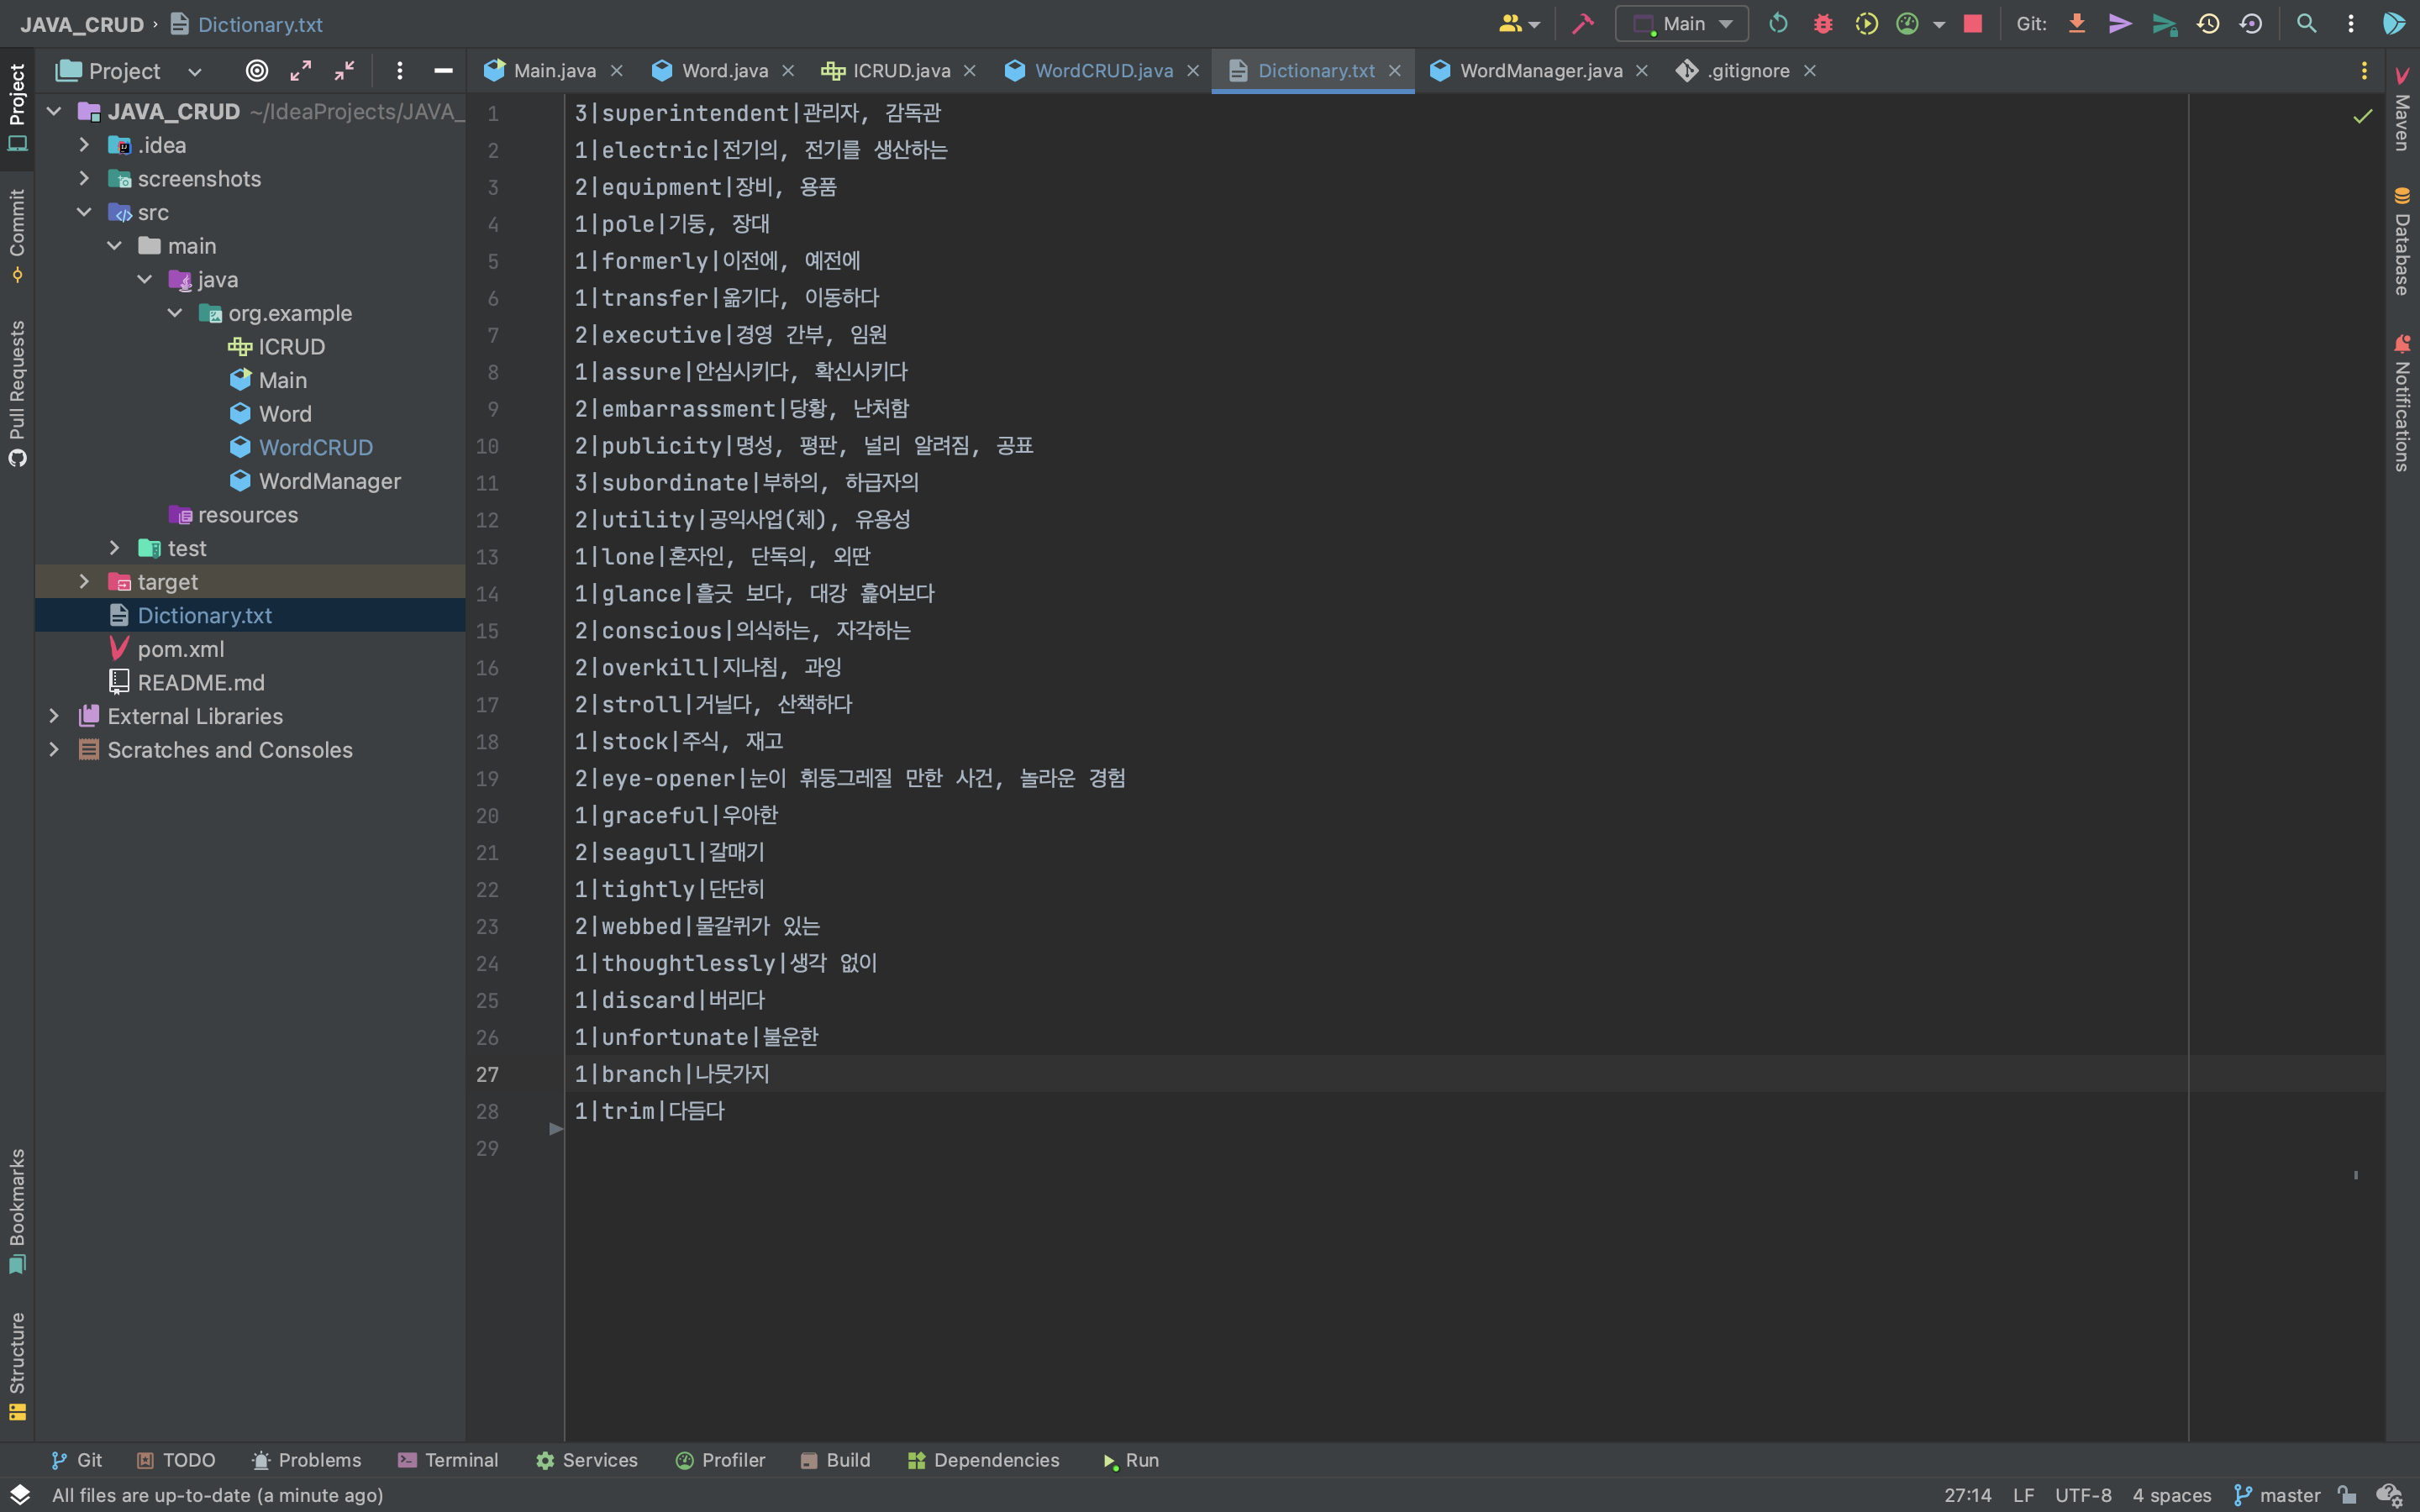 JAVA_CRUD › Dictionary.txt
Main
Git:
Project
Main.java
Word.java
ICRUD.java
WordCRUD.java
Dictionary.txt
WordManager.java
.gitignore
Project
Commit
Pull Requests
Bookmarks
Structure
JAVA_CRUD ~/IdeaProjects/JAVA_
.idea
screenshots
src
main
java
org.example
ICRUD
Main
Word
WordCRUD
WordManager
resources
test
target
Dictionary.txt
pom.xml
README.md
External Libraries
Scratches and Consoles
1 3|superintendent|관리자, 감독관
2 1|electric|전기의, 전기를 생산하는
3 2|equipment|장비, 용품
4 1|pole|기둥, 장대
5 1|formerly|이전에, 예전에
6 1|transfer|옮기다, 이동하다
7 2|executive|경영 간부, 임원
8 1|assure|안심시키다, 확신시키다
9 2|embarrassment|당황, 난처함
10 2|publicity|명성, 평판, 널리 알려짐, 공표
11 3|subordinate|부하의, 하급자의
12 2|utility|공익사업(체), 유용성
13 1|lone|혼자인, 단독의, 외딴
14 1|glance|흘긋 보다, 대강 훑어보다
15 2|conscious|의식하는, 자각하는
16 2|overkill|지나침, 과잉
17 2|stroll|거닐다, 산책하다
18 1|stock|주식, 재고
19 2|eye-opener|눈이 휘둥그레질 만한 사건, 놀라운 경험
20 1|graceful|우아한
21 2|seagull|갈매기
22 1|tightly|단단히
23 2|webbed|물갈퀴가 있는
24 1|thoughtlessly|생각 없이
25 1|discard|버리다
26 1|unfortunate|불운한
27 1|branch|나뭇가지
28 1|trim|다듬다
29
Maven
Database
Notifications
Git
TODO
Problems
Terminal
Services
Profiler
Build
Dependencies
Run
All files are up-to-date (a minute ago)
27:14 LF UTF-8 4 spaces master